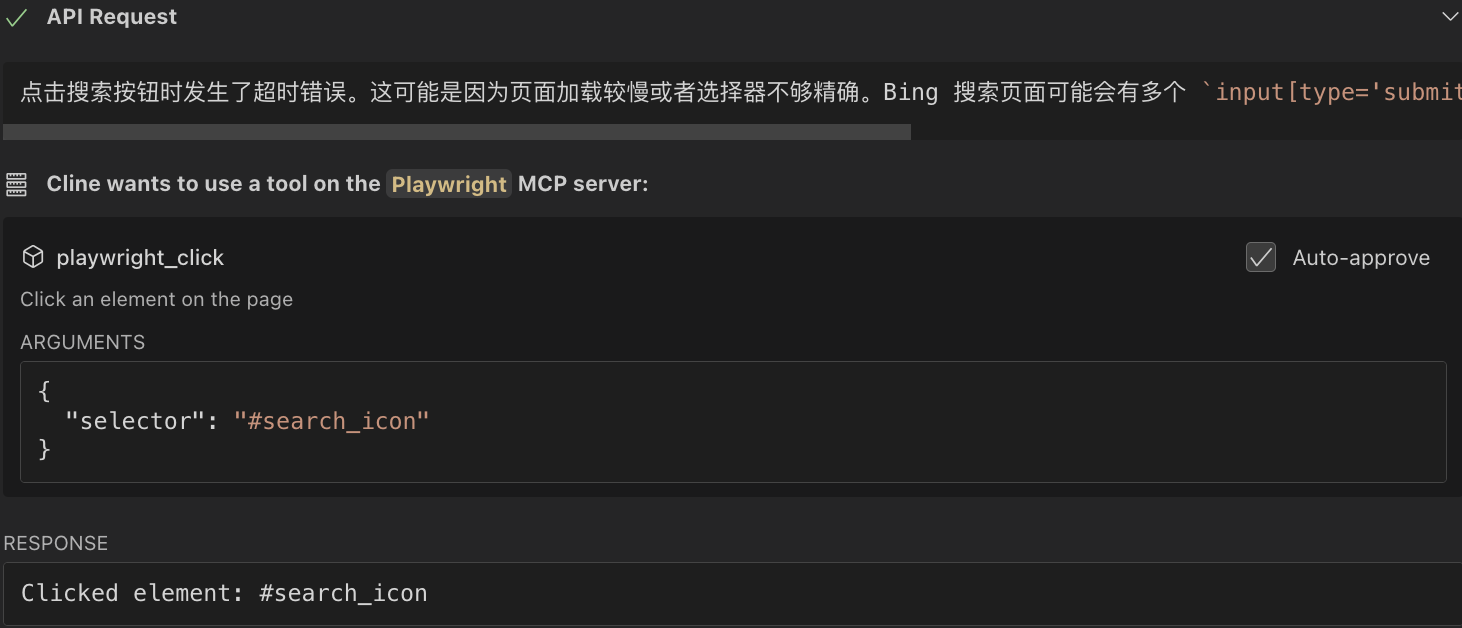 API Request
点击搜索按钮时发生了超时错误。这可能是因为页面加载较慢或者选择器不够精确。Bing 搜索页面可能会有多个 `input[type='submit
Cline wants to use a tool on the Playwright MCP server:
playwright_click
Auto-approve
Click an element on the page
ARGUMENTS
{
"selector": "#search_icon"
}
RESPONSE
Clicked element: #search_icon